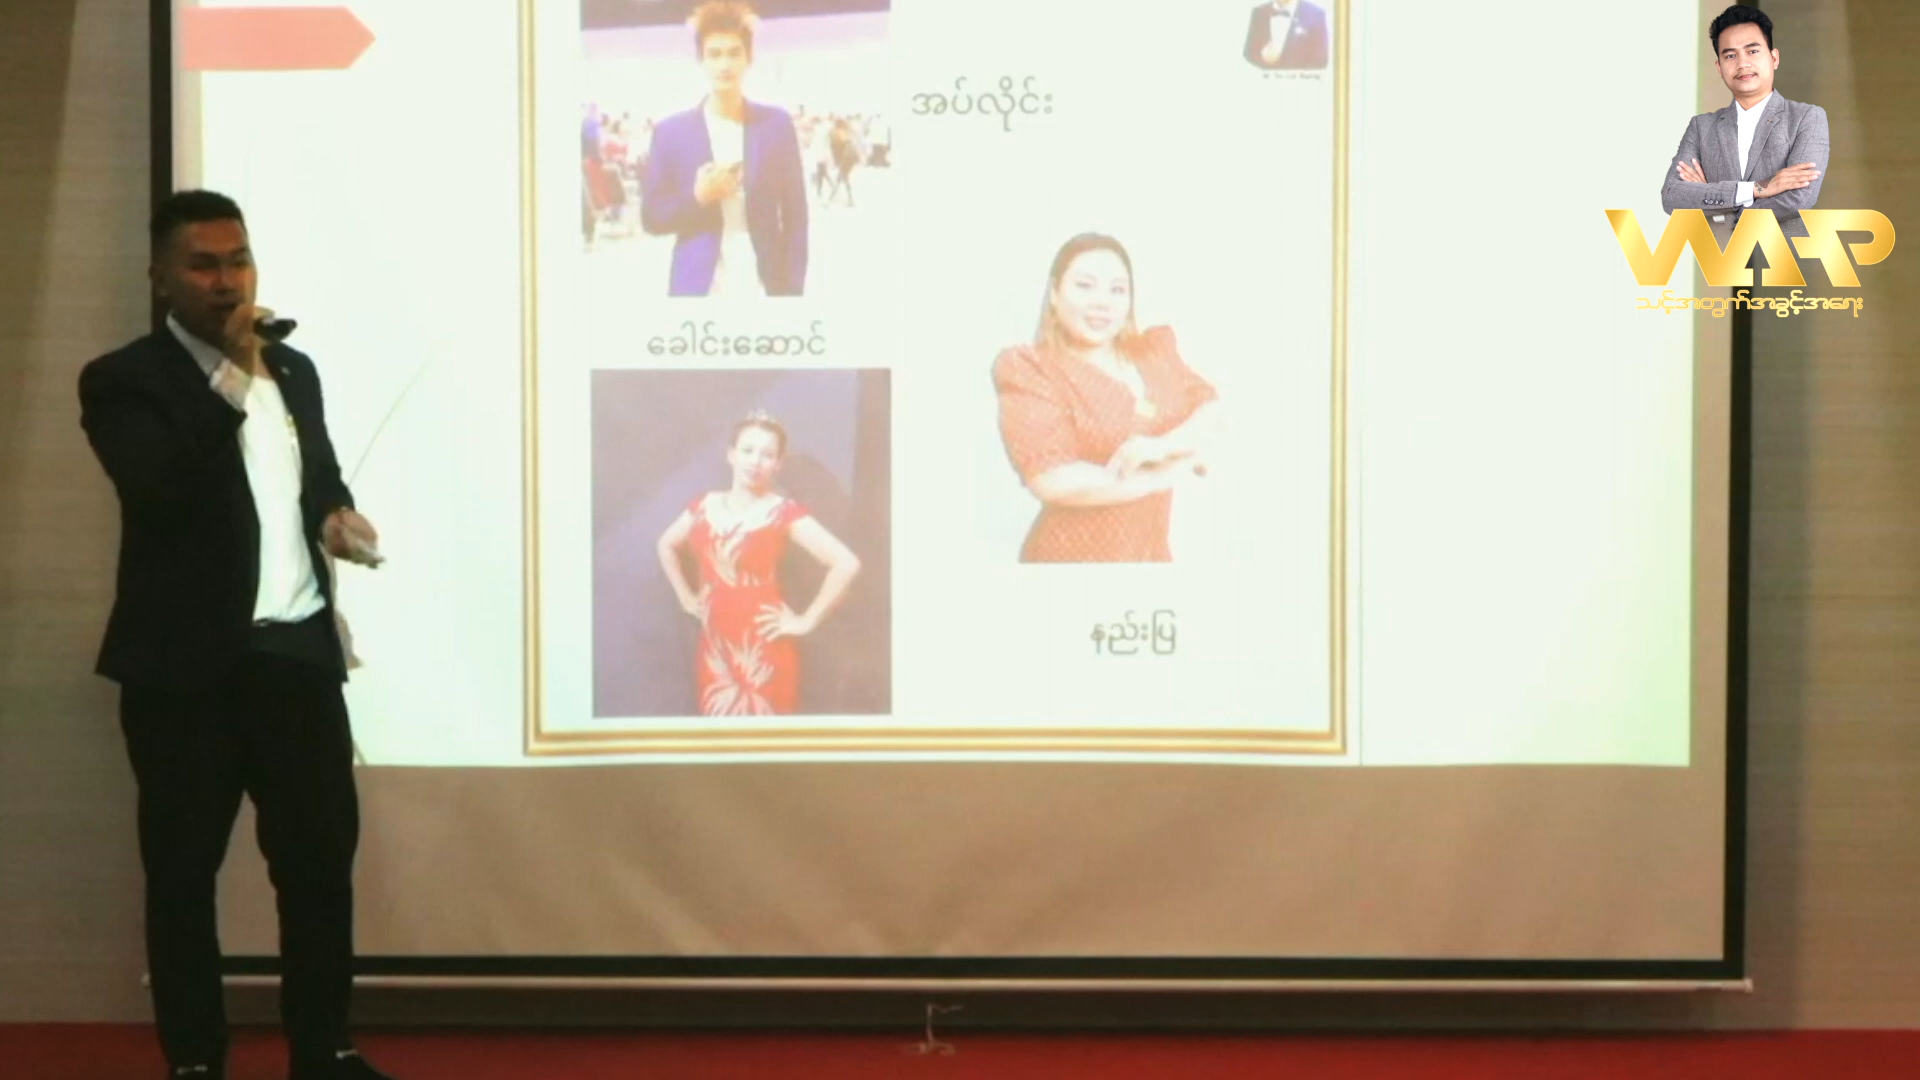 အပ်လိုင်း
WAP
သင့်အတွက်အခွင့်အရေး
ခေါင်းဆောင်
နည်းပြ